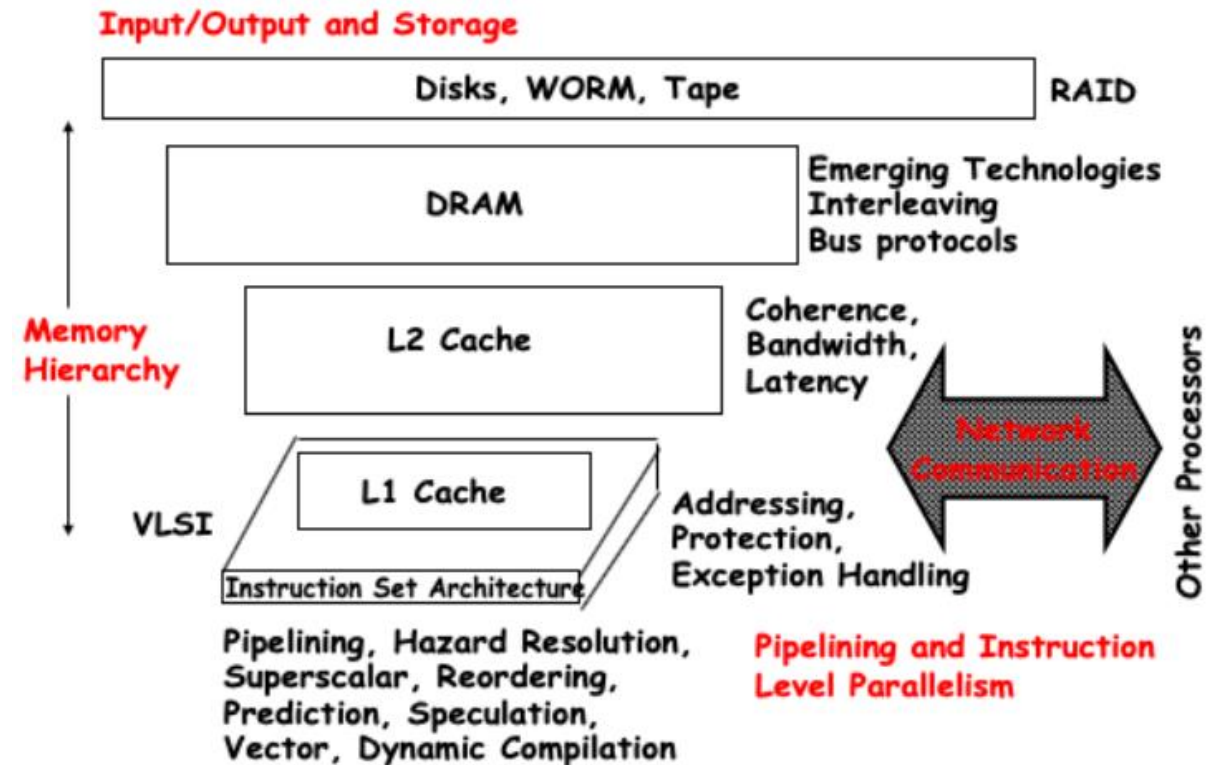 Input/Output and Storage
Disks, WORM, Tape
RAID
DRAM
Emerging Technologies
Interleaving
Bus protocols
Memory
Hierarchy
L2 Cache
Coherence,
Bandwidth,
Latency
Network
Communication
Other Processors
L1 Cache
VLSI
Addressing,
Protection,
Exception Handling
Instruction Set Architecture
Pipelining, Hazard Resolution,
Superscalar, Reordering,
Prediction, Speculation,
Vector, Dynamic Compilation
Pipelining and Instruction
Level Parallelism